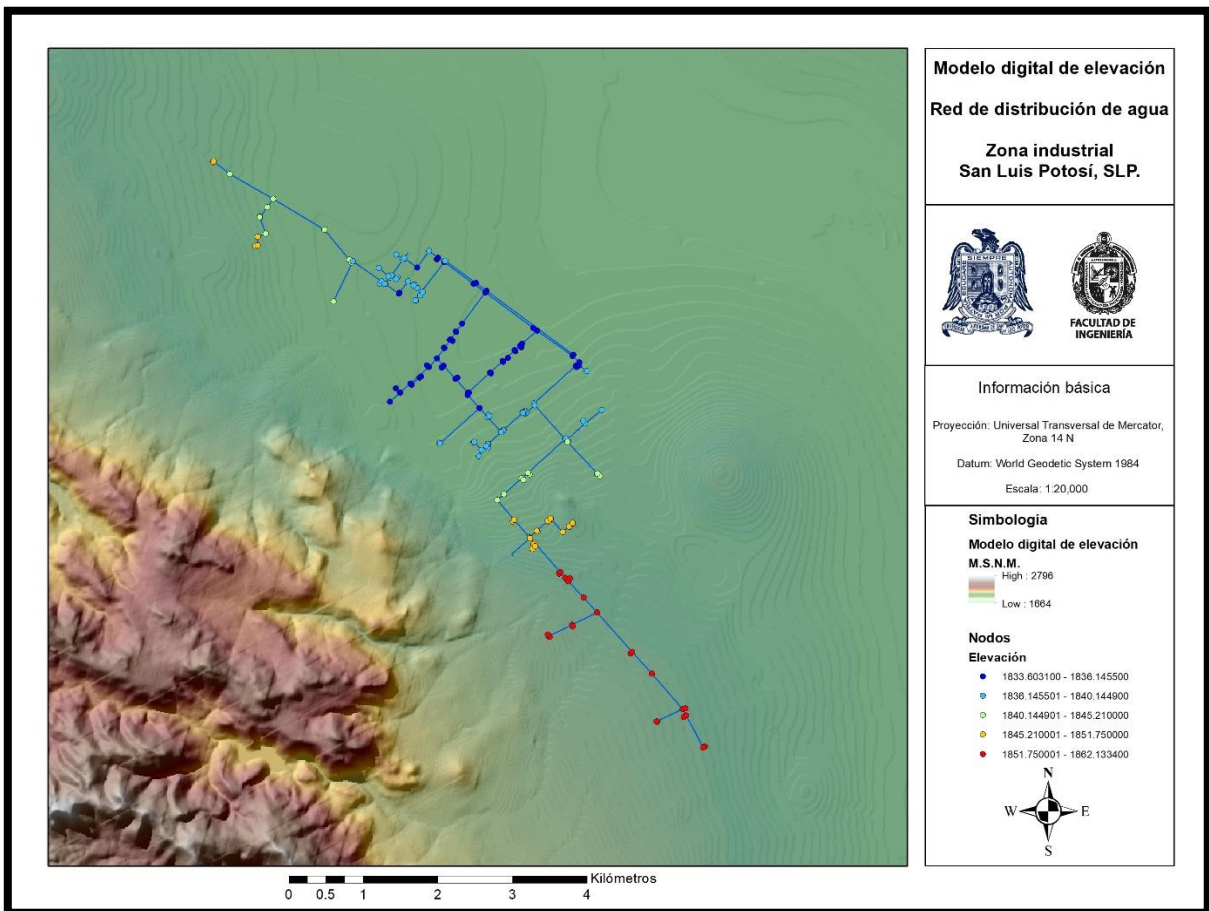 Modelo digital de elevación
Red de distribución de agua
Zona industrial
San Luis Potosí, SLP.
FACULTAD DE
INGENIERÍA
Información básica
Proyección: Universal Transversal de Mercator,
Zona 14 N
Datum: World Geodetic System 1984
Escala: 1:20,000
Simbología
Modelo digital de elevación
M.S.N.M.
High : 2796
Low : 1664
Nodos
Elevación
1833.603100 - 1836.145500
1836.145501 - 1840.144900
1840.144901 - 1845.210000
1845.210001 - 1851.750000
1851.750001 - 1862.133400
N
W E
S
Kilómetros
0 0.5 1 2 3 4